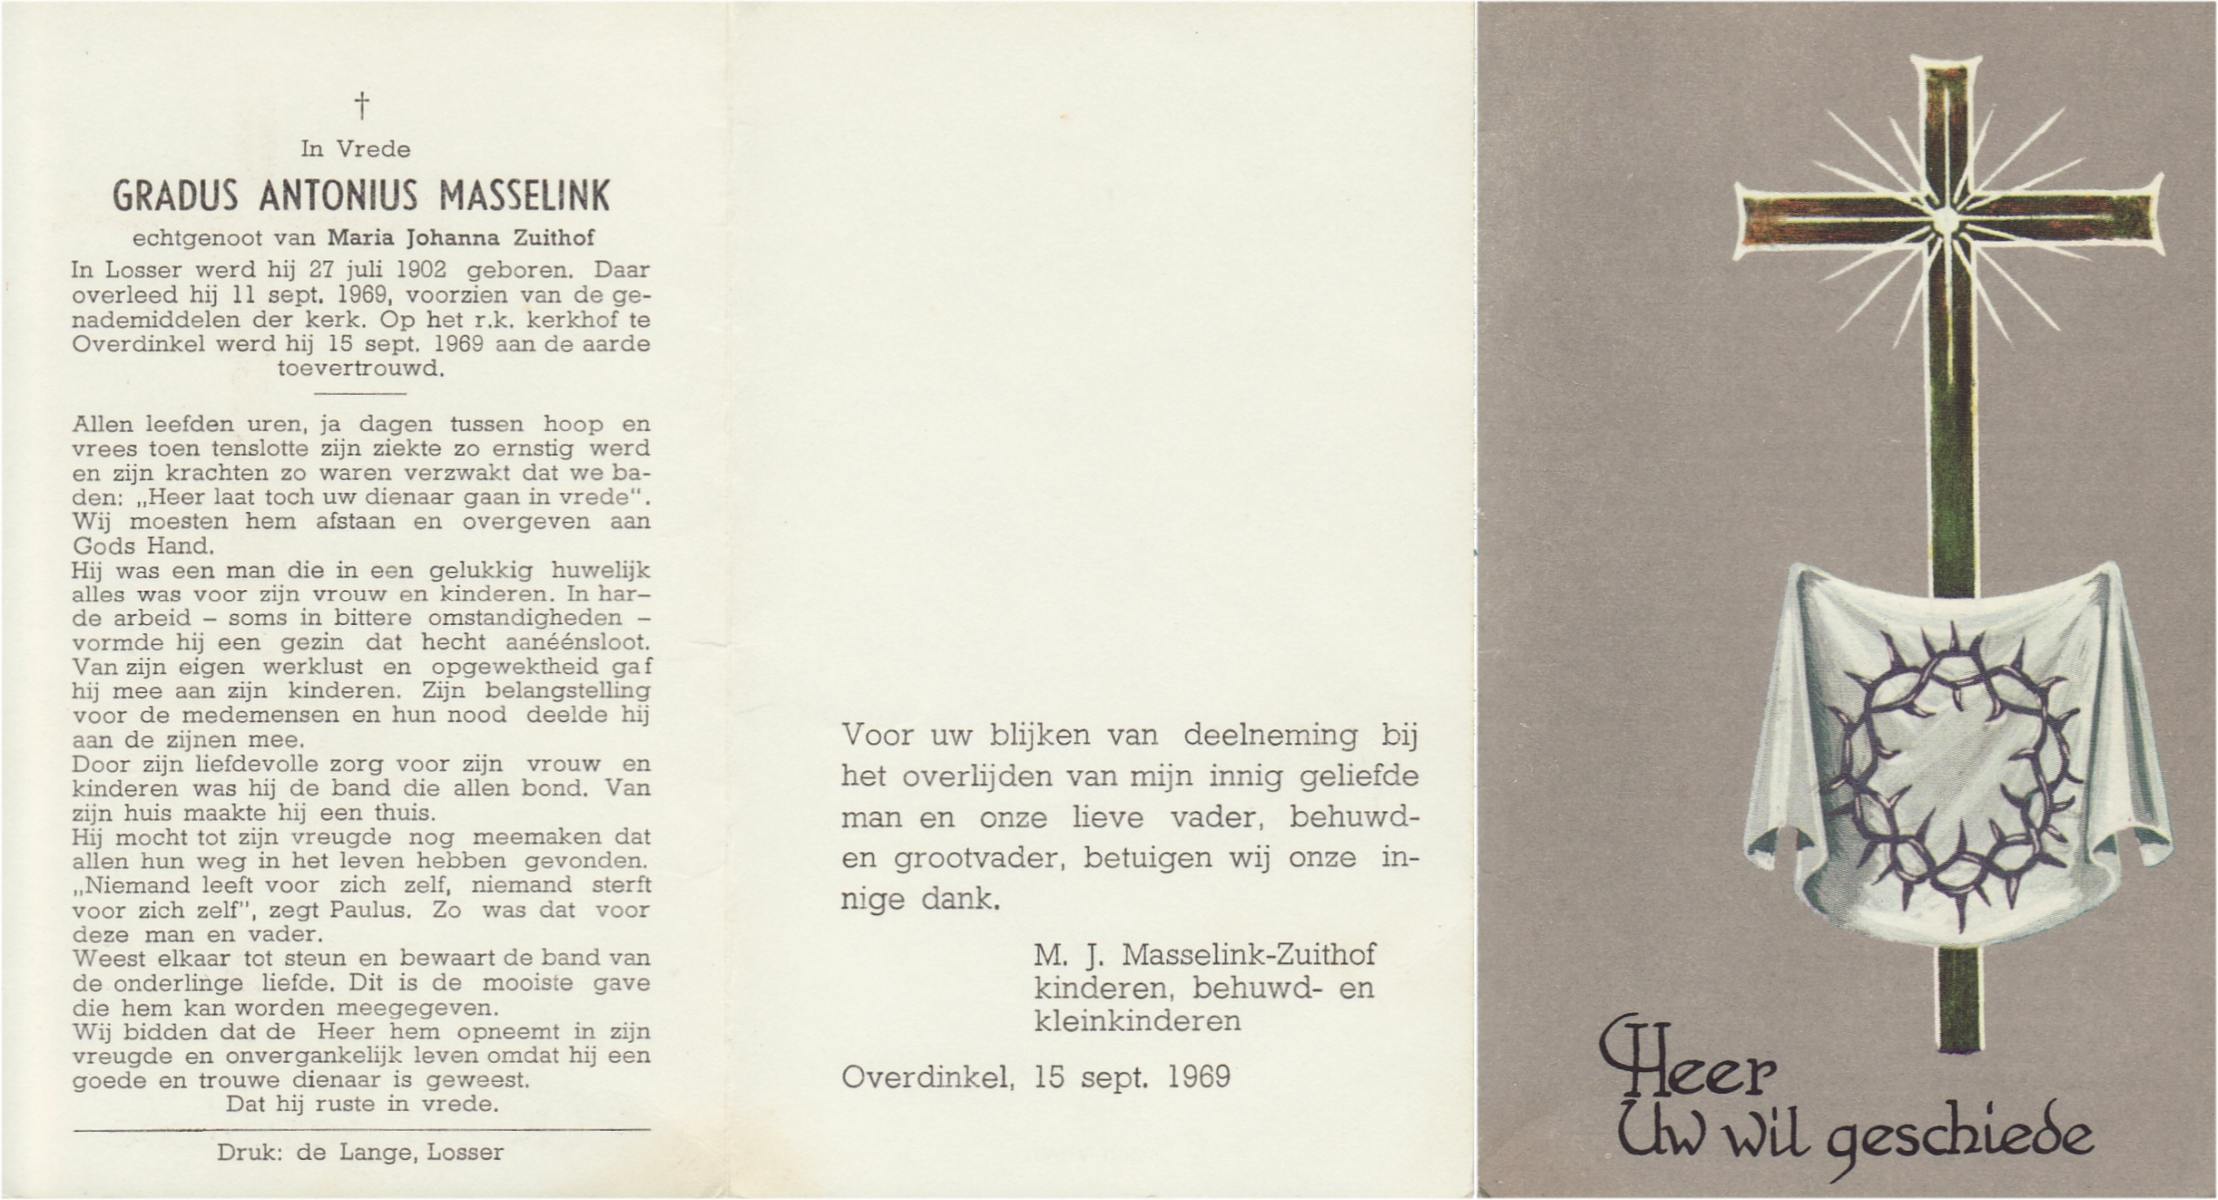 †
In Vrede
GRADUS ANTONIUS MASSELINK
echtgenoot van Maria Johanna Zuithof
In Losser werd hij 27 juli 1902 geboren. Daar
overleed hij 11 sept. 1969, voorzien van de ge-
nademiddelen der kerk. Op het r.k. kerkhof te
Overdinkel werd hij 15 sept. 1969 aan de aarde
toevertrouwd.
Allen leefden uren, ja dagen tussen hoop en
vrees toen tenslotte zijn ziekte zo ernstig werd
en zijn krachten zo waren verzwakt dat we ba-
den: „Heer laat toch uw dienaar gaan in vrede“.
Wij moesten hem afstaan en overgeven aan
Gods Hand.
Hij was een man die in een gelukkig huwelijk
alles was voor zijn vrouw en kinderen. In har-
de arbeid – soms in bittere omstandigheden –
vormde hij een gezin dat hecht aanéénsloot.
Van zijn eigen werklust en opgewektheid gaf
hij mee aan zijn kinderen. Zijn belangstelling
voor de medemensen en hun nood deelde hij
aan de zijnen mee.
Door zijn liefdevolle zorg voor zijn vrouw en
kinderen was hij de band die allen bond. Van
zijn huis maakte hij een thuis.
Hij mocht tot zijn vreugde nog meemaken dat
allen hun weg in het leven hebben gevonden.
„Niemand leeft voor zich zelf, niemand sterft
voor zich zelf”, zegt Paulus. Zo was dat voor
deze man en vader.
Weest elkaar tot steun en bewaart de band van
de onderlinge liefde. Dit is de mooiste gave
die hem kan worden meegegeven.
Wij bidden dat de Heer hem opneemt in zijn
vreugde en onvergankelijk leven omdat hij een
goede en trouwe dienaar is geweest.
Dat hij ruste in vrede.
Druk: de Lange, Losser
Voor uw blijken van deelneming bij
het overlijden van mijn innig geliefde
man en onze lieve vader, behuwd-
en grootvader, betuigen wij onze in-
nige dank.
M. J. Masselink-Zuithof
kinderen, behuwd- en
kleinkinderen
Overdinkel, 15 sept. 1969
Heer
Uw wil geschiede